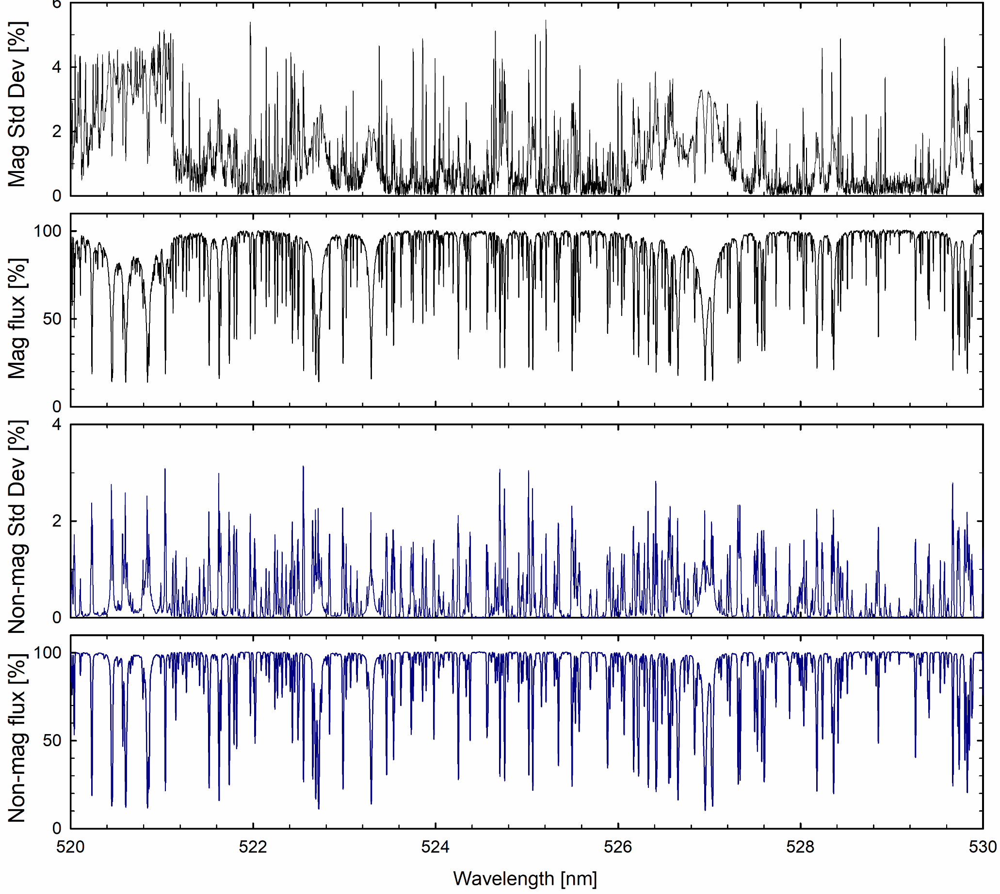 Mag Std Dev [%]
6
4
2
0
Mag flux [%]
100
50
0
Non-mag Std Dev [%]
4
2
0
Non-mag flux [%]
100
50
0
520 522 524 526 528 530
Wavelength [nm]